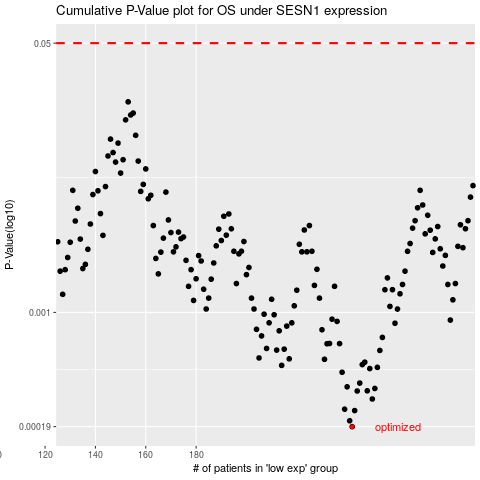 Cumulative P-Value plot for OS under SESN1 expression
0.05
P-Value(log10)
0.001
0.00019
optimized
0
120
140
160
180
# of patients in 'low exp' group